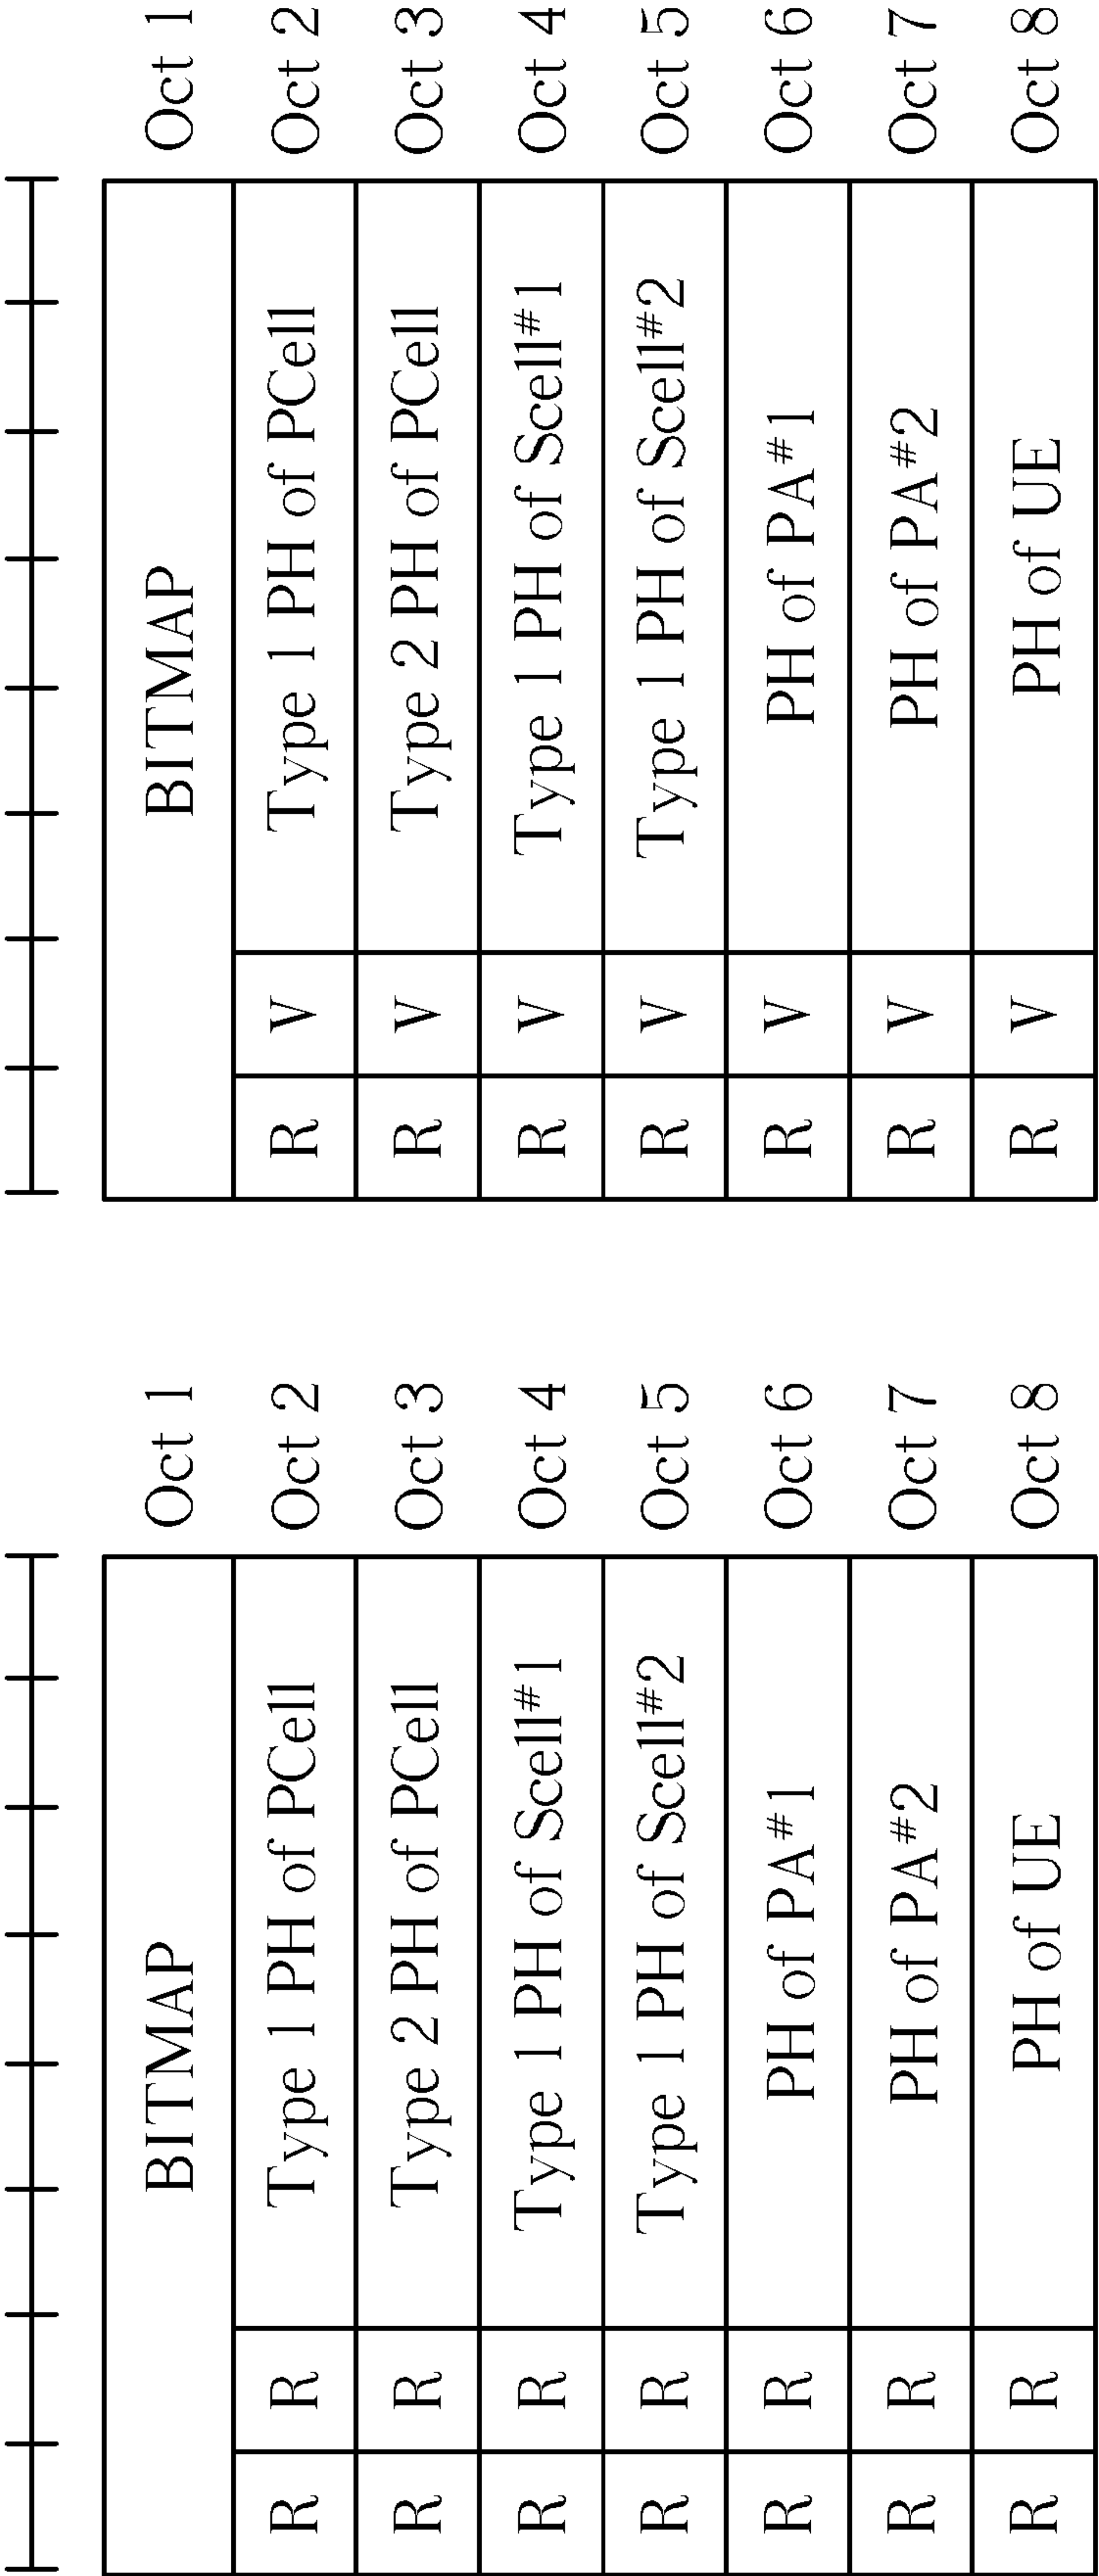 BITMAP Oct 1
R R Type 1 PH of PCell Oct 2
R R Type 2 PH of PCell Oct 3
R R Type 1 PH of Scell#1 Oct 4
R R Type 1 PH of Scell#2 Oct 5
R R PH of PA#1 Oct 6
R R PH of PA#2 Oct 7
R R PH of UE Oct 8
BITMAP Oct 1
R V Type 1 PH of PCell Oct 2
R V Type 2 PH of PCell Oct 3
R V Type 1 PH of Scell#1 Oct 4
R V Type 1 PH of Scell#2 Oct 5
R V PH of PA#1 Oct 6
R V PH of PA#2 Oct 7
R V PH of UE Oct 8